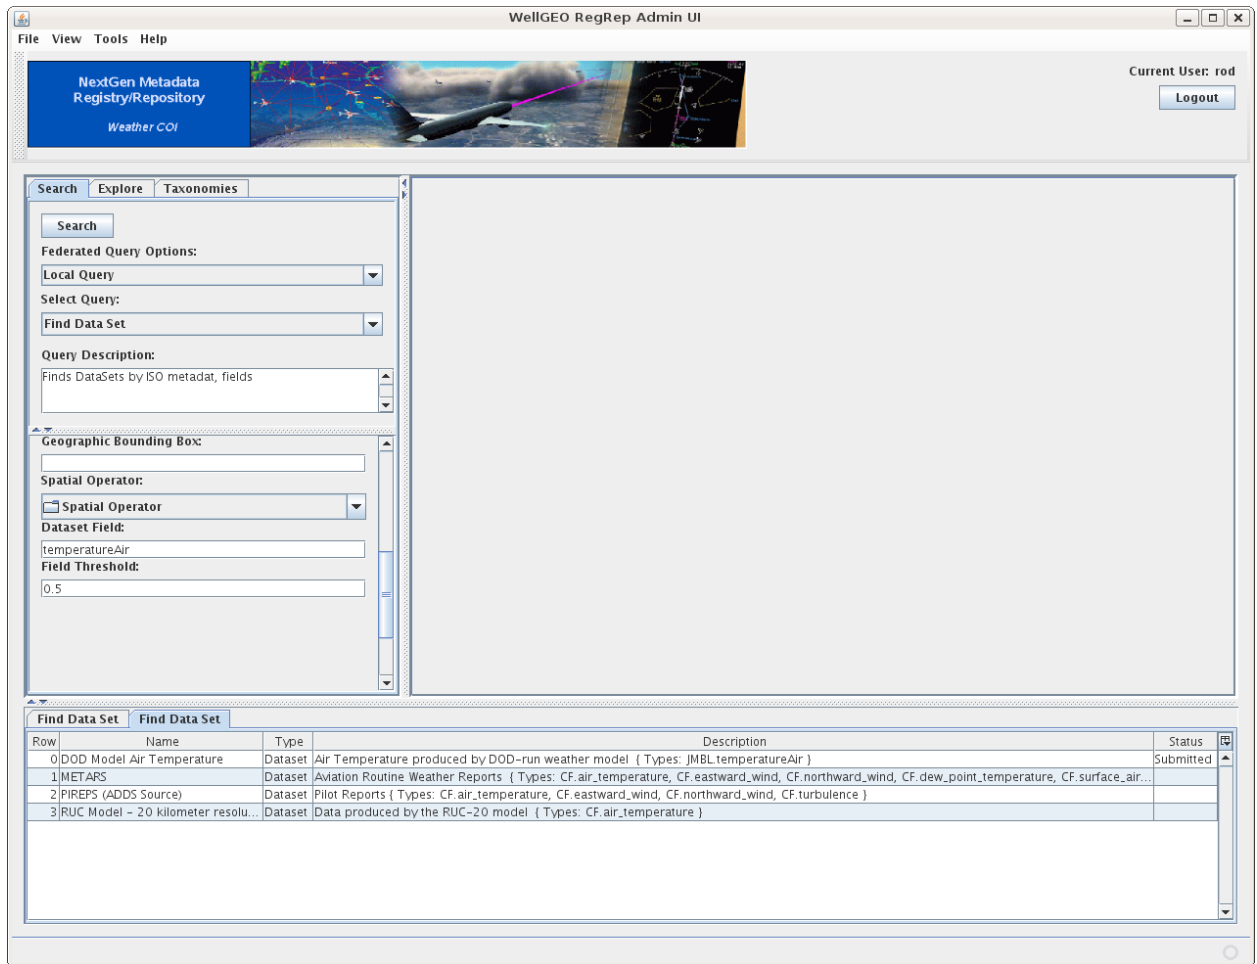 WellGEO RegRep Admin UI
File View Tools Help
NextGen Metadata
Registry/Repository
Weather COI
Current User: rod
Logout
Search Explore Taxonomies
Search
Federated Query Options:
Local Query
Select Query:
Find Data Set
Query Description:
Finds DataSets by ISO metadat, fields
Geographic Bounding Box:
Spatial Operator:
Spatial Operator
Dataset Field:
temperatureAir
Field Threshold:
0.5
Find Data Set Find Data Set
Row Name Type Description Status
0 DOD Model Air Temperature Dataset Air Temperature produced by DOD-run weather model { Types: JMBL.temperatureAir } Submitted
1 METARS Dataset Aviation Routine Weather Reports { Types: CF.air_temperature, CF.eastward_wind, CF.northward_wind, CF.dew_point_temperature, CF.surface_air...
2 PIREPS (ADDS Source) Dataset Pilot Reports { Types: CF.air_temperature, CF.eastward_wind, CF.northward_wind, CF.turbulence }
3 RUC Model - 20 kilometer resolu... Dataset Data produced by the RUC-20 model { Types: CF.air_temperature }